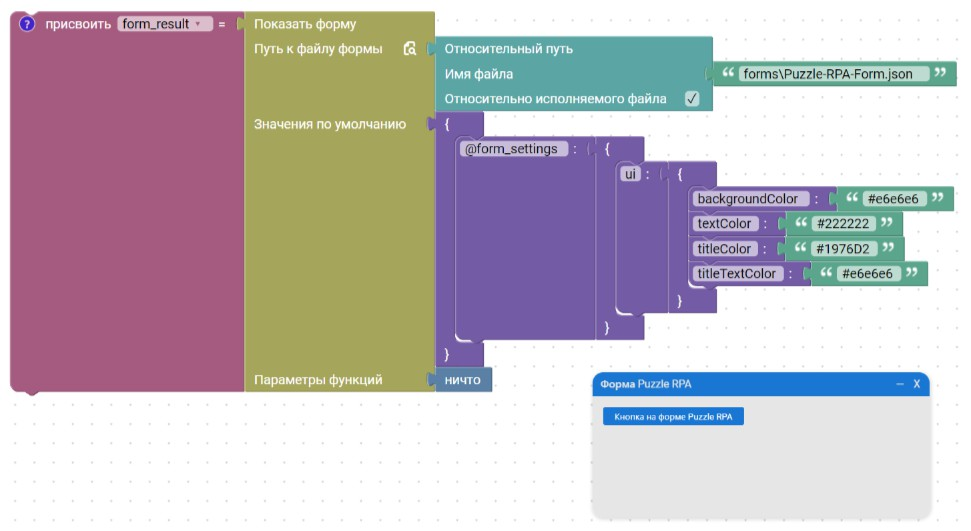 ? присвоить form_result = Показать форму
Путь к файлу формы Относительный путь
Имя файла “ forms\Puzzle-RPA-Form.json ”
Относительно исполняемого файла ✓
Значения по умолчанию {
@form_settings : {
ui : {
backgroundColor : “ #e6e6e6 ”
textColor : “ #222222 ”
titleColor : “ #1976D2 ”
titleTextColor : “ #e6e6e6 ”
}
}
}
Параметры функций ничто
Форма Puzzle RPA – X
Кнопка на форме Puzzle RPA